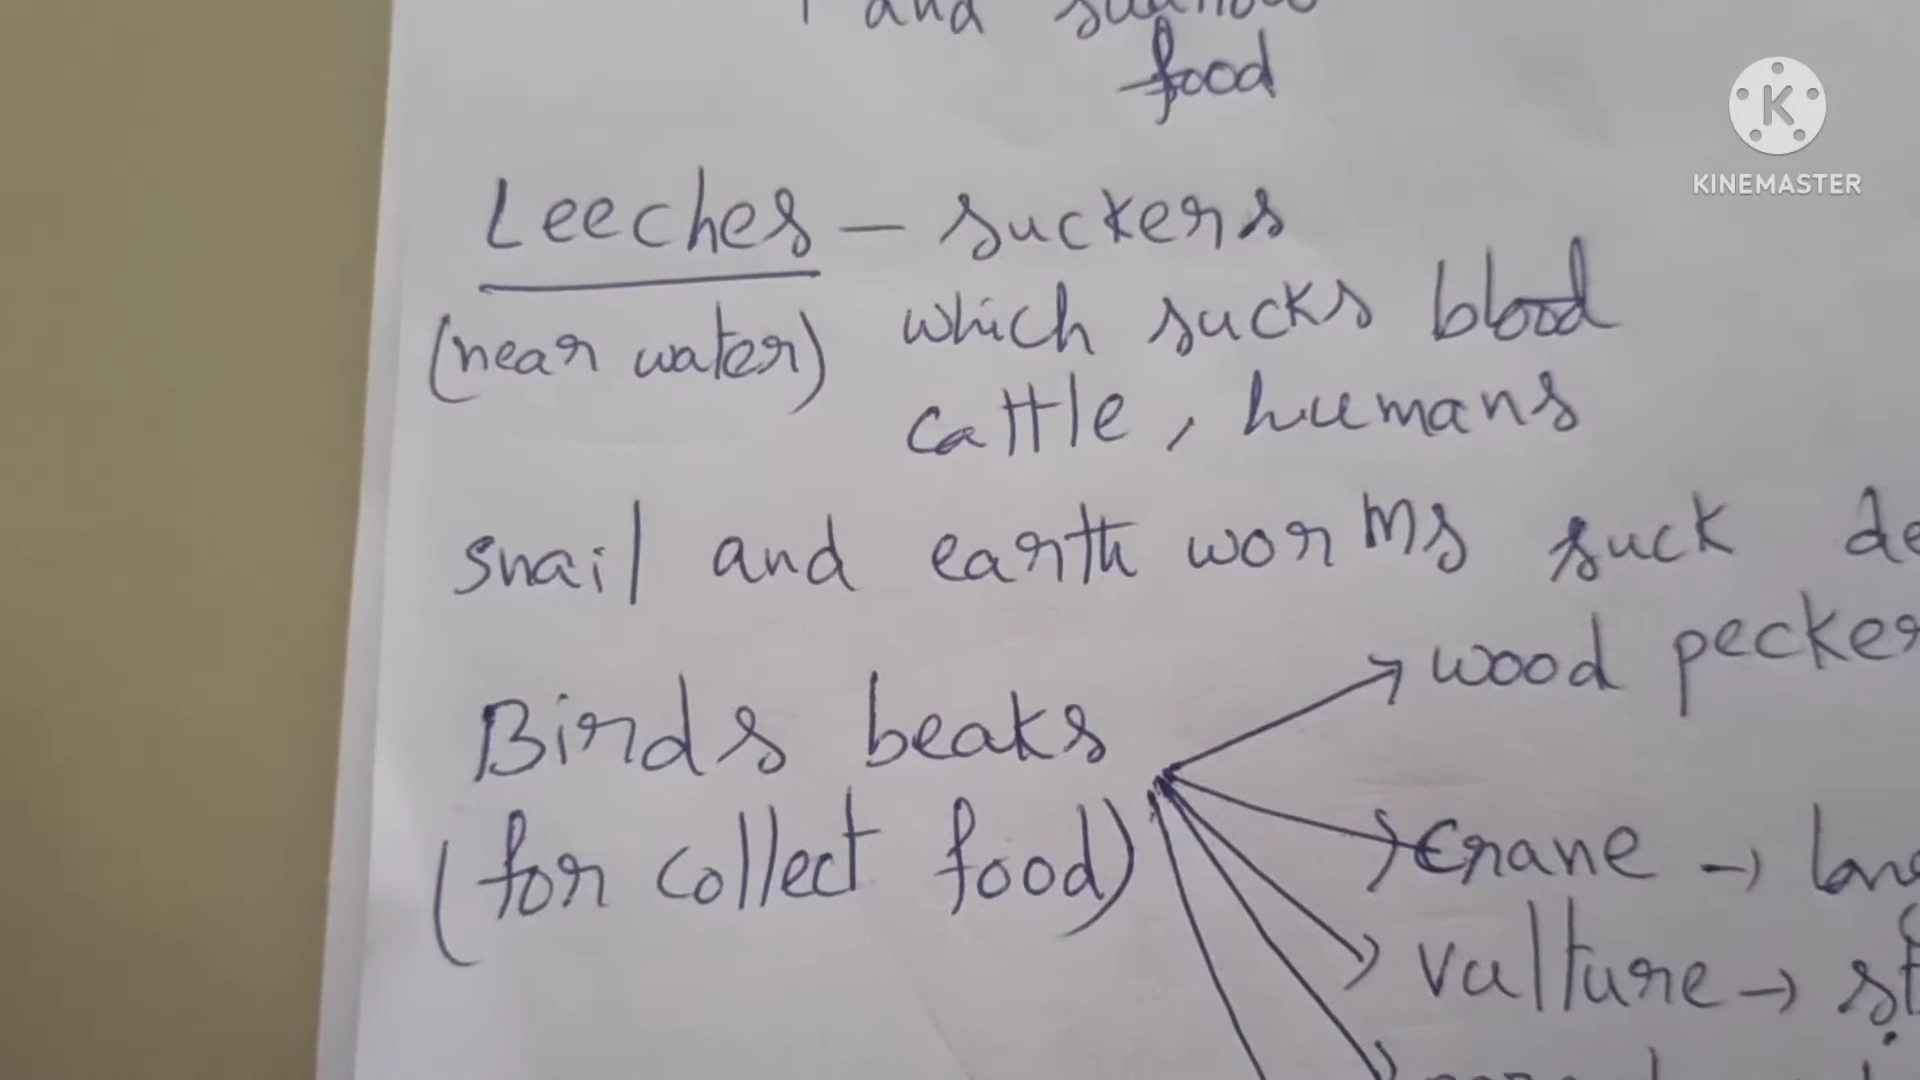 and
food
KINEMASTER
Leeches – suckers
(near water) which sucks blood
cattle, humans
snail and earth worms suck
wood pecker
Birds beaks
(for collect food)
crane →
vulture →